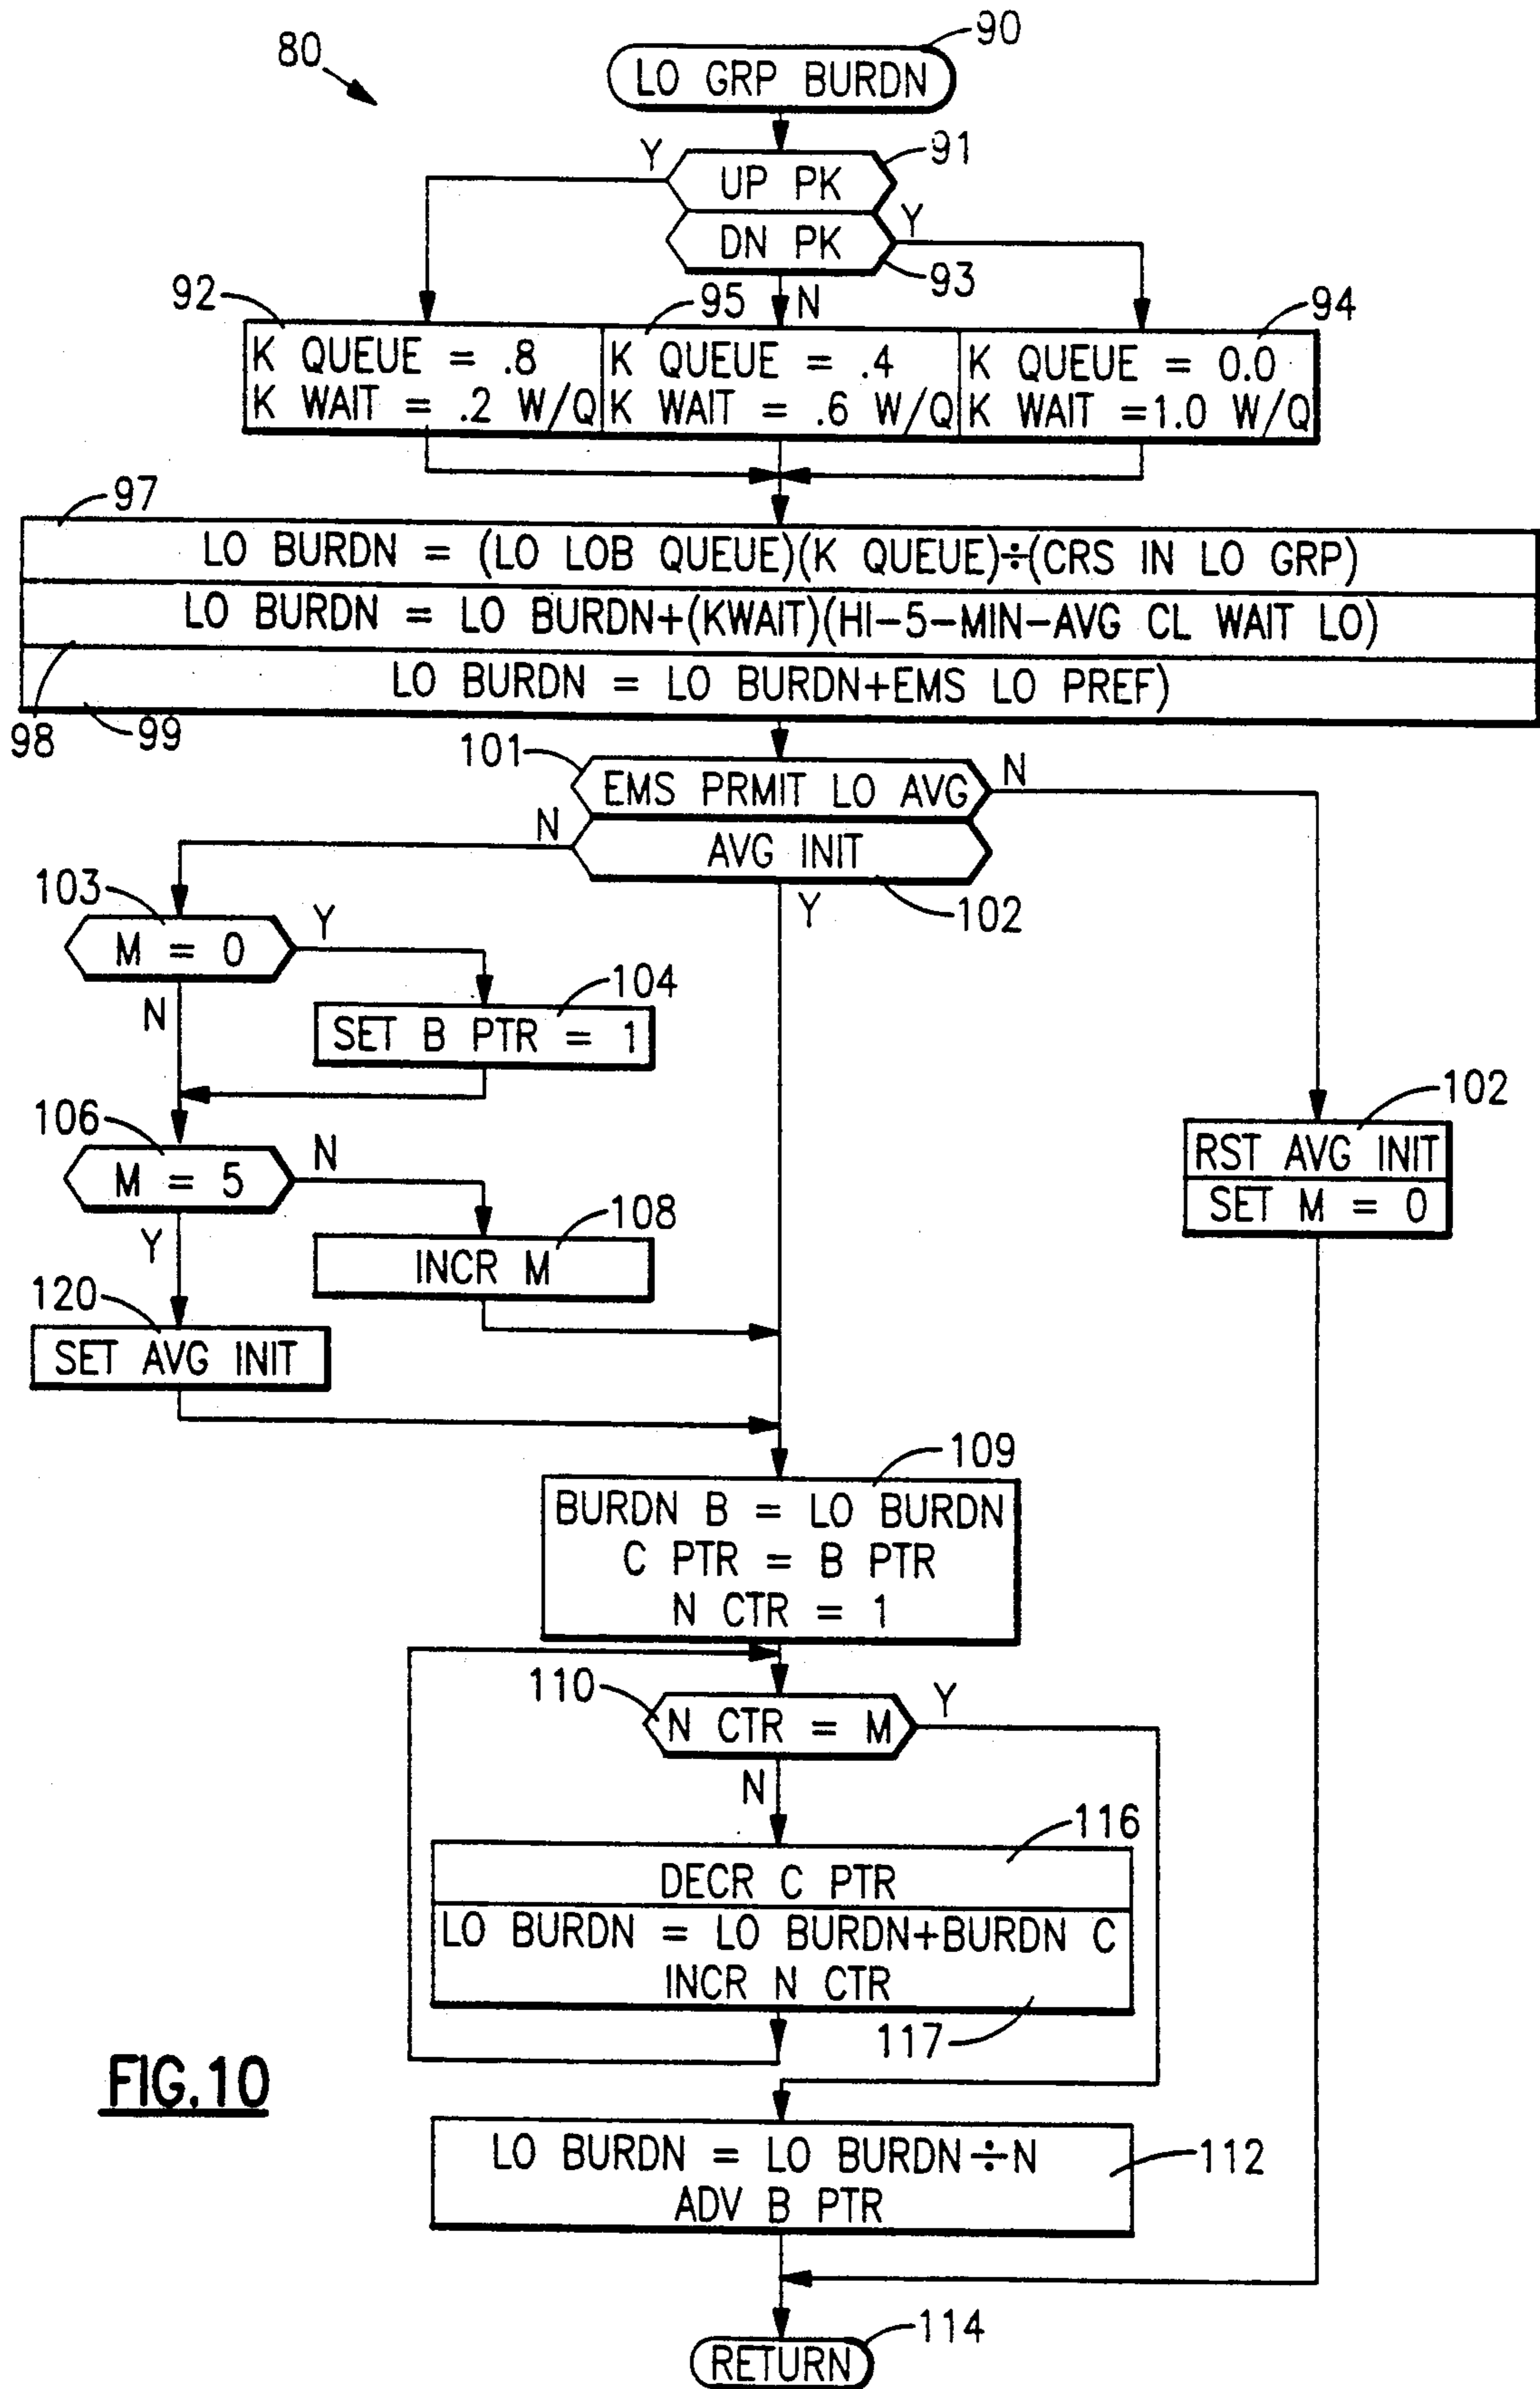 80
90
LO GRP BURDN
Y
91
UP PK
Y
DN PK
93
92
95
N
94
K QUEUE = .8
K WAIT = .2 W/Q
K QUEUE = .4
K WAIT = .6 W/Q
K QUEUE = 0.0
K WAIT =1.0 W/Q
97
LO BURDN = (LO LOB QUEUE)(K QUEUE)÷(CRS IN LO GRP)
LO BURDN = LO BURDN+(KWAIT)(HI-5-MIN-AVG CL WAIT LO)
LO BURDN = LO BURDN+EMS LO PREF)
98
99
101
EMS PRMIT LO AVG
N
N
AVG INIT
102
Y
103
M = 0
Y
N
104
SET B PTR = 1
102
RST AVG INIT
SET M = 0
106
M = 5
N
Y
108
INCR M
120
SET AVG INIT
109
BURDN B = LO BURDN
C PTR = B PTR
N CTR = 1
110
N CTR = M
Y
N
116
DECR C PTR
LO BURDN = LO BURDN+BURDN C
INCR N CTR
117
FIG.10
LO BURDN = LO BURDN÷N
ADV B PTR
112
114
RETURN